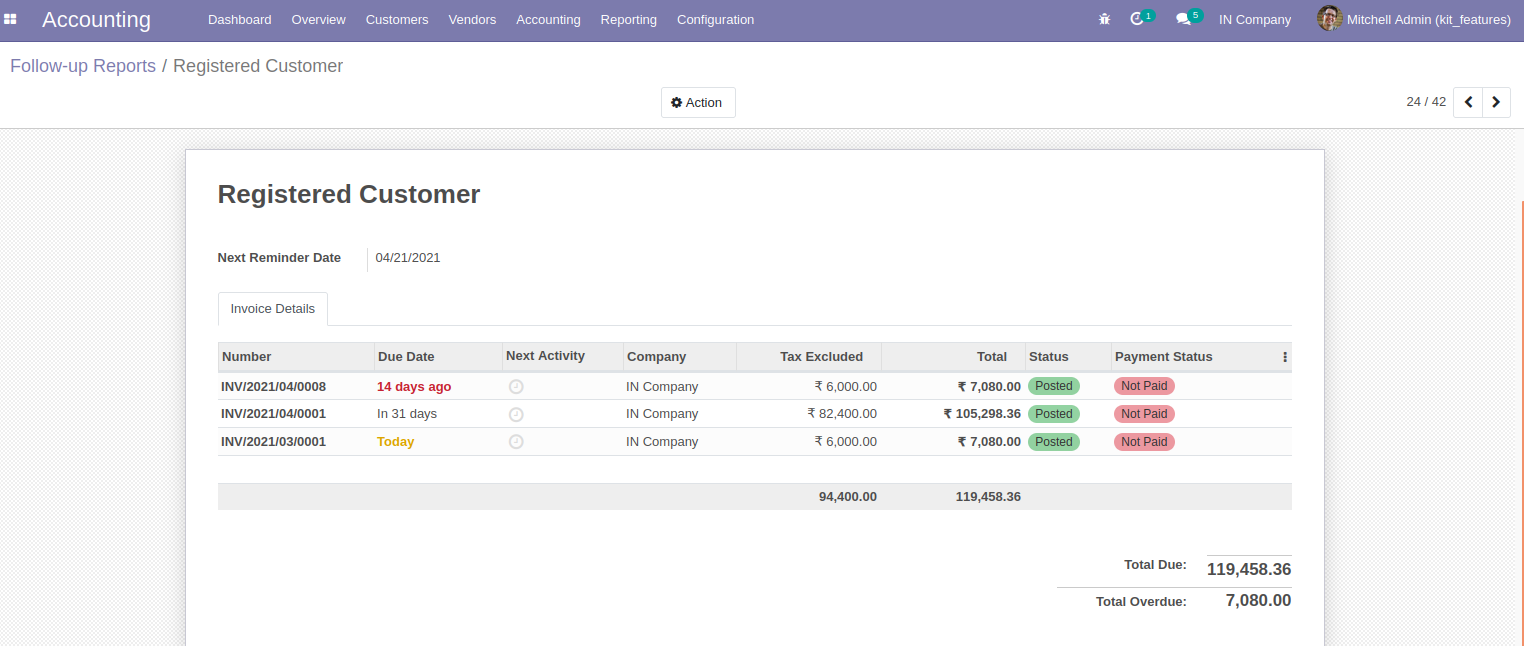 Accounting Dashboard Overview Customers Vendors Accounting Reporting Configuration 1 5 IN Company Mitchell Admin (kit_features)
Follow-up Reports / Registered Customer
Action 24 / 42
Registered Customer
Next Reminder Date 04/21/2021
Invoice Details
Number Due Date Next Activity Company Tax Excluded Total Status Payment Status
INV/2021/04/0008 14 days ago IN Company ₹ 6,000.00 ₹ 7,080.00 Posted Not Paid
INV/2021/04/0001 In 31 days IN Company ₹ 82,400.00 ₹ 105,298.36 Posted Not Paid
INV/2021/03/0001 Today IN Company ₹ 6,000.00 ₹ 7,080.00 Posted Not Paid
94,400.00 119,458.36
Total Due: 119,458.36
Total Overdue: 7,080.00